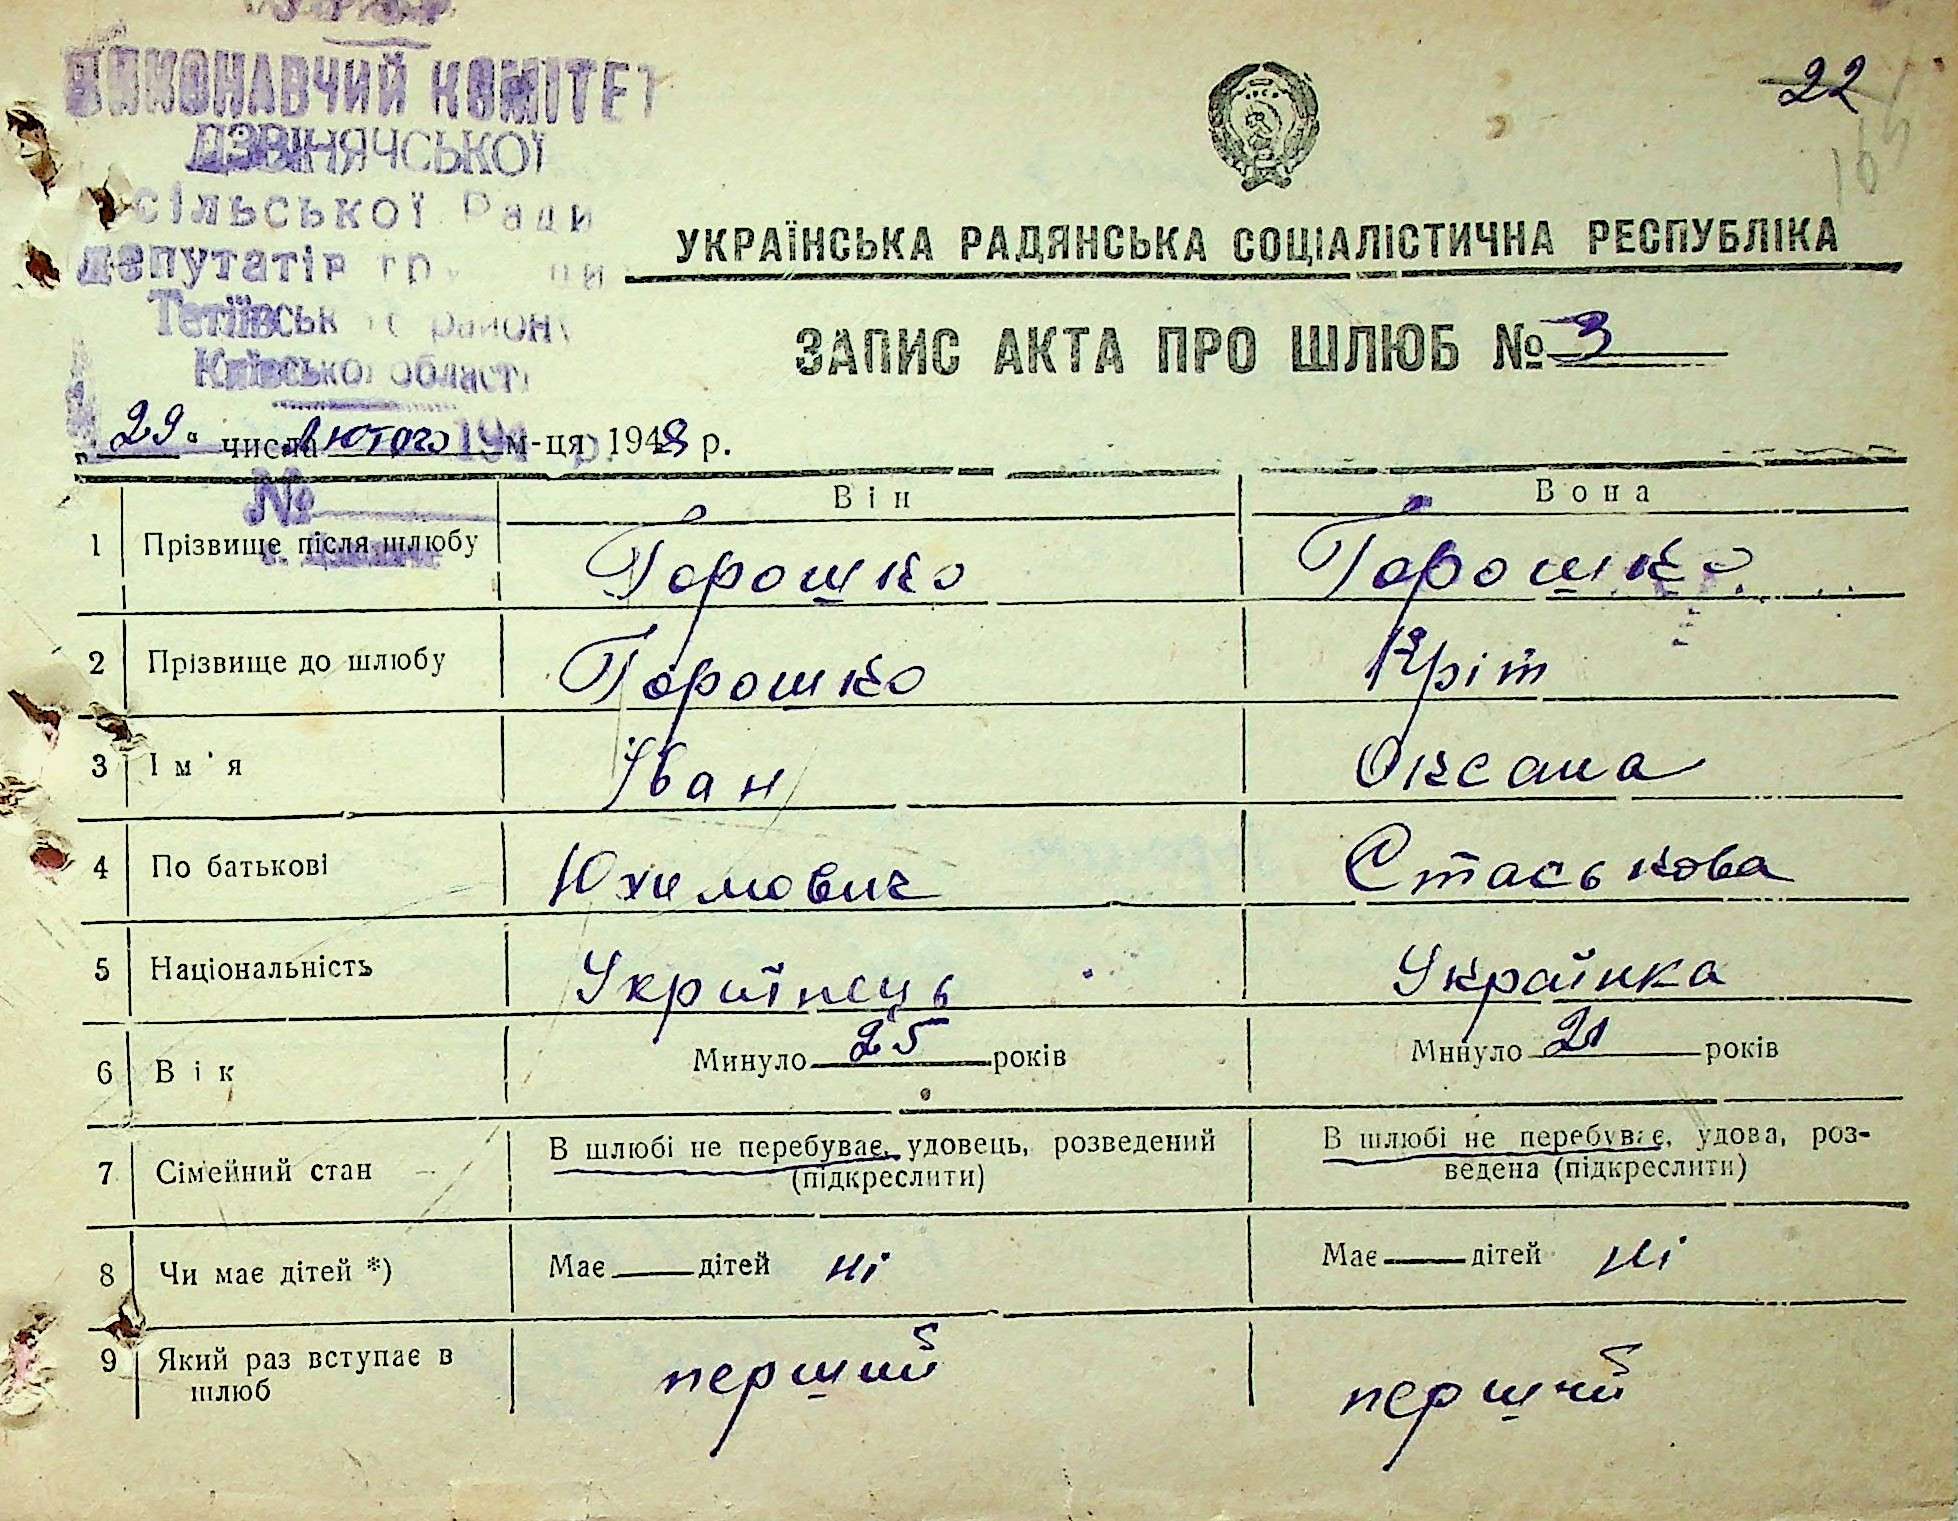 ВИКОНАВЧИЙ КОМІТЕТ
ДЗВІНЯЧСЬКОЇ
сільської Ради
депутатів
Київської області
22
УКРАЇНСЬКА РАДЯНСЬКА СОЦІАЛІСТИЧНА РЕСПУБЛІКА
ЗАПИС АКТА ПРО ШЛЮБ № 3
„29“ числа лютого м-ця 1948 р.
№
Він Вона
1 Прізвище після шлюбу Горошко Горошко
2 Прізвище до шлюбу Горошко Кріт
3 Ім'я Іван Оксана
4 По батькові Юхимович Стаськова
5 Національність Українець Українка
6 Вік Минуло 25 років Минуло 21 років
7 Сімейний стан В шлюбі не перебуває, удовець, розведений (підкреслити) В шлюбі не перебуває, удова, роз-
ведена (підкреслити)
8 Чи має дітей *) Має дітей ні Має дітей ні
9 Який раз вступає в шлюб перший перший